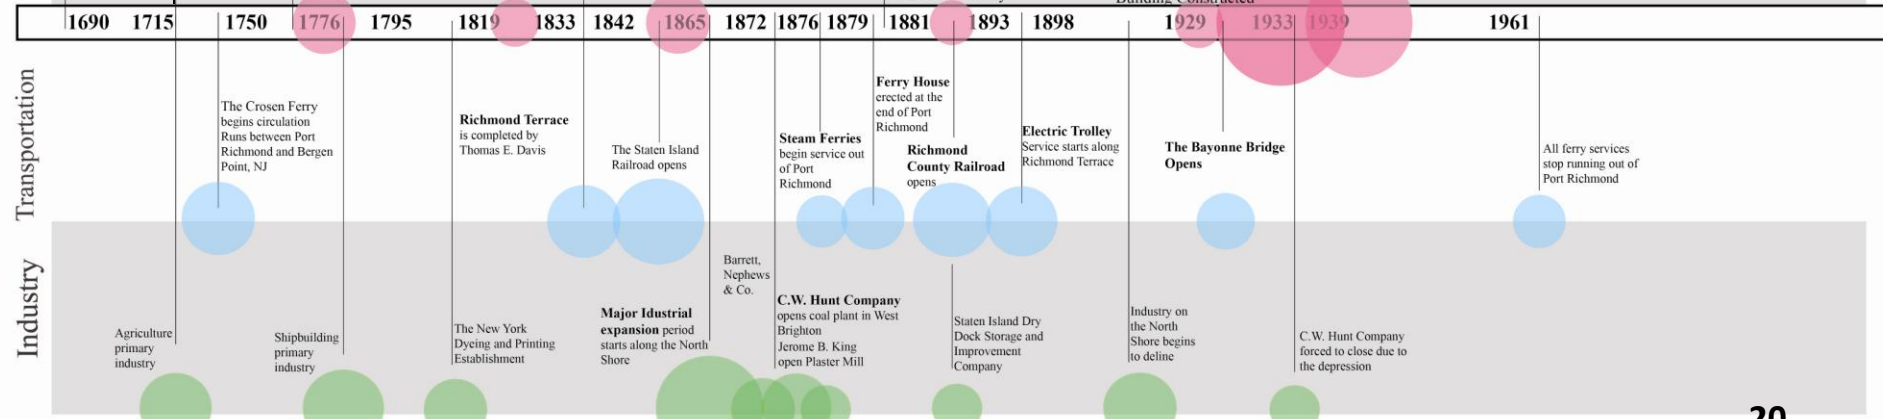 1690 1715 1750 1776 1795 1819 1833 1842 1865 1872 1876 1879 1881 1893 1898 1929 1933 1939 1961
Transportation
The Crosen Ferry
begins circulation
Runs between Port
Richmond and Bergen
Point, NJ
Richmond Terrace
is completed by
Thomas E. Davis
The Staten Island
Railroad opens
Steam Ferries
begin service out
of Port
Richmond
Ferry House
erected at the
end of Port
Richmond
Richmond
County Railroad
opens
Electric Trolley
Service starts along
Richmond Terrace
The Bayonne Bridge
Opens
All ferry services
stop running out of
Port Richmond
Industry
Agriculture
primary
industry
Shipbuilding
primary
industry
The New York
Dyeing and Printing
Establishment
Major Idustrial
expansion period
starts along the North
Shore
Barrett,
Nephews
& Co.
C.W. Hunt Company
opens coal plant in West
Brighton
Jerome B. King
open Plaster Mill
Staten Island Dry
Dock Storage and
Improvement
Company
Industry on
the North
Shore begins
to deline
C.W. Hunt Company
forced to close due to
the depression
20